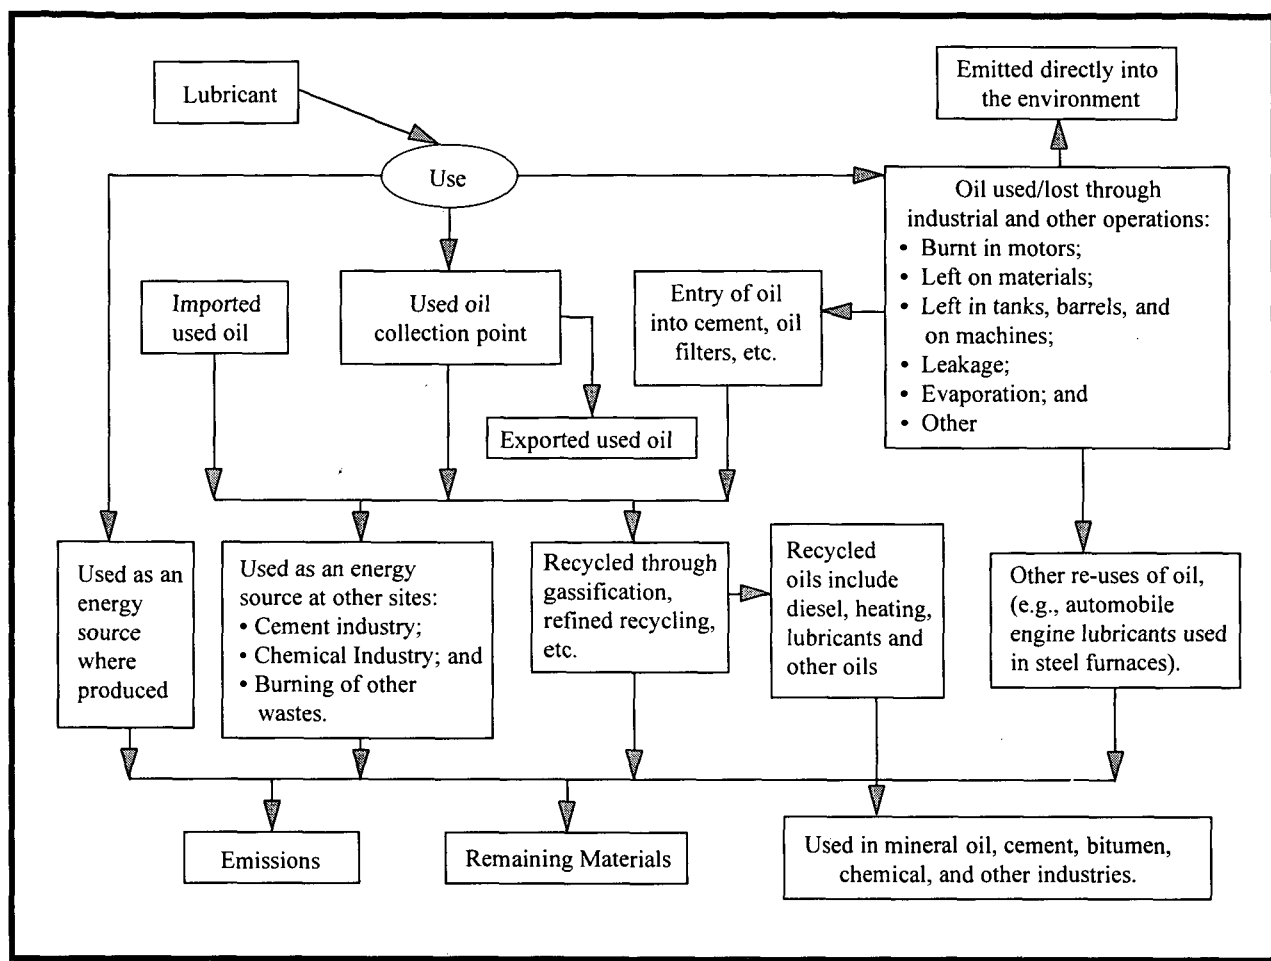 Lubricant
Emitted directly into
the environment
Use
Oil used/lost through
industrial and other operations:
• Burnt in motors;
• Left on materials;
• Left in tanks, barrels, and
on machines;
• Leakage;
• Evaporation; and
• Other
Imported
used oil
Used oil
collection point
Entry of oil
into cement, oil
filters, etc.
Exported used oil
Used as an
energy
source
where
produced
Used as an energy
source at other sites:
• Cement industry;
• Chemical Industry; and
• Burning of other
wastes.
Recycled through
gassification,
refined recycling,
etc.
Recycled
oils include
diesel, heating,
lubricants and
other oils
Other re-uses of oil,
(e.g., automobile
engine lubricants used
in steel furnaces).
Emissions
Remaining Materials
Used in mineral oil, cement, bitumen,
chemical, and other industries.